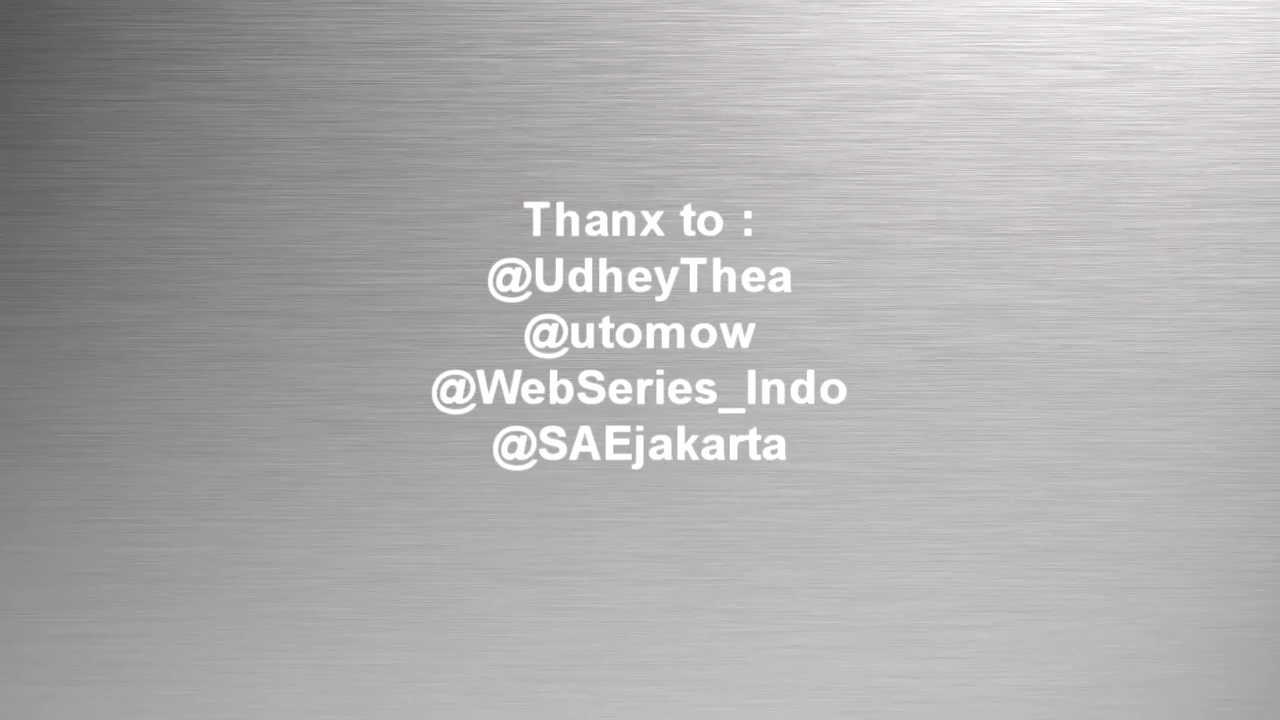 Thanx to :
@UdheyThea
@utomow
@WebSeries_Indo
@SAEjakarta